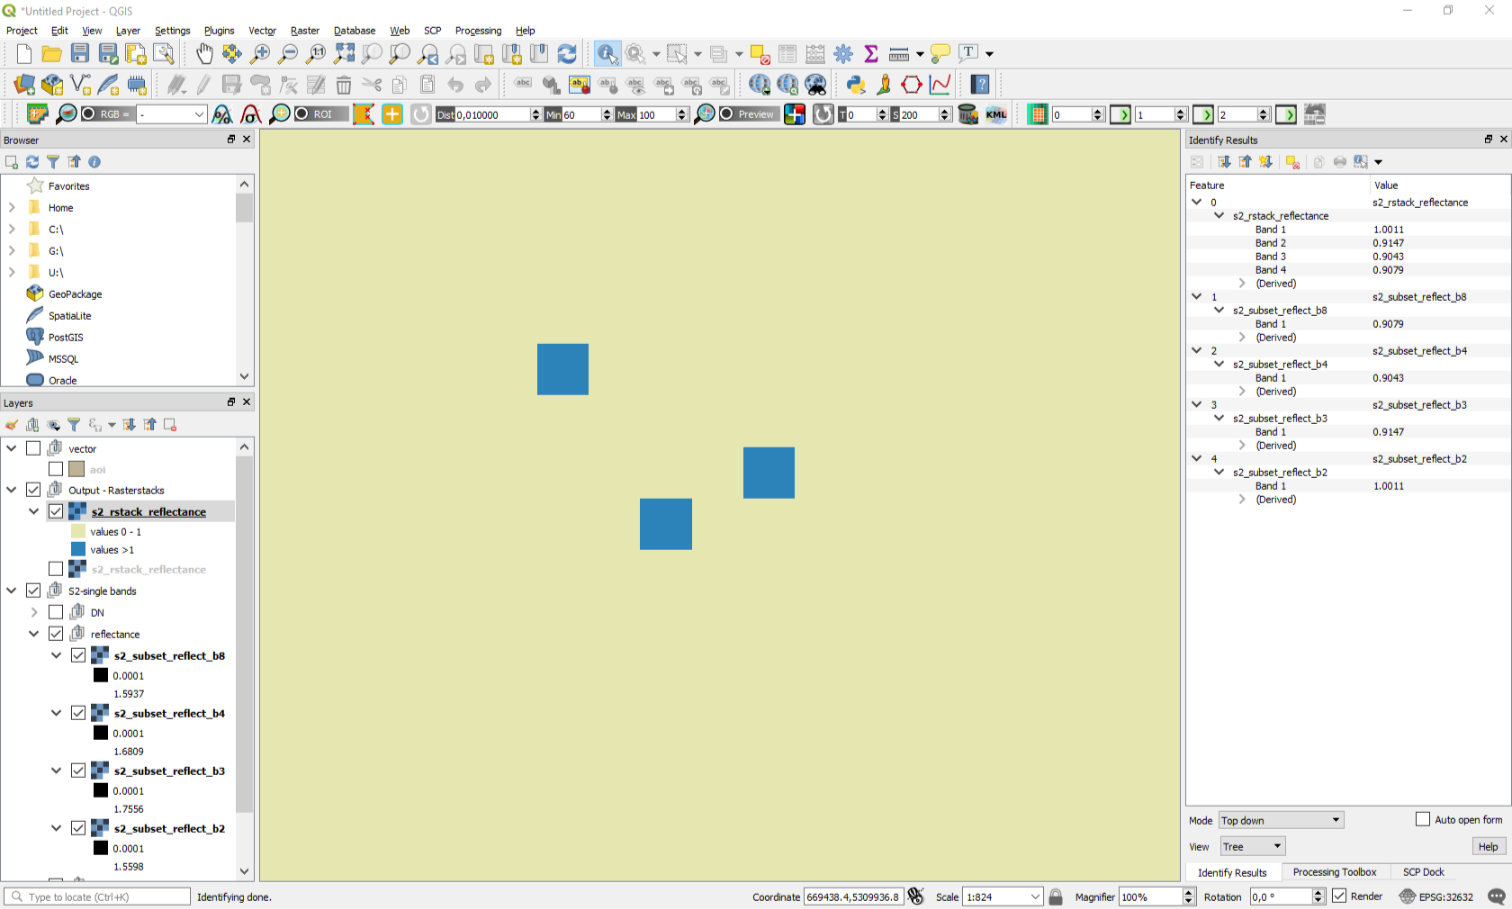 *Untitled Project - QGIS
Project Edit View Layer Settings Plugins Vector Raster Database Web SCP Processing Help
RGB = - ROI Dist 0,010000 Min 60 Max 100 Preview T 0 S 200 KML 0 1 2
Browser
Favorites
Home
C:\
G:\
U:\
GeoPackage
SpatiaLite
PostGIS
MSSQL
Oracle
Layers
vector
aoi
Output - Rasterstacks
s2_rstack_reflectance
values 0 - 1
values >1
s2_rstack_reflectance
S2-single bands
DN
reflectance
s2_subset_reflect_b8
0.0001
1.5937
s2_subset_reflect_b4
0.0001
1.6809
s2_subset_reflect_b3
0.0001
1.7556
s2_subset_reflect_b2
0.0001
1.5598
Identify Results
Feature Value
0 s2_rstack_reflectance
s2_rstack_reflectance
Band 1 1.0011
Band 2 0.9147
Band 3 0.9043
Band 4 0.9079
(Derived)
1 s2_subset_reflect_b8
s2_subset_reflect_b8
Band 1 0.9079
(Derived)
2 s2_subset_reflect_b4
s2_subset_reflect_b4
Band 1 0.9043
(Derived)
3 s2_subset_reflect_b3
s2_subset_reflect_b3
Band 1 0.9147
(Derived)
4 s2_subset_reflect_b2
s2_subset_reflect_b2
Band 1 1.0011
(Derived)
Mode Top down Auto open form
View Tree Help
Identify Results Processing Toolbox SCP Dock
Type to locate (Ctrl+K) Identifying done. Coordinate 669438.4,5309936.8 Scale 1:824 Magnifier 100% Rotation 0,0 ° Render EPSG:32632